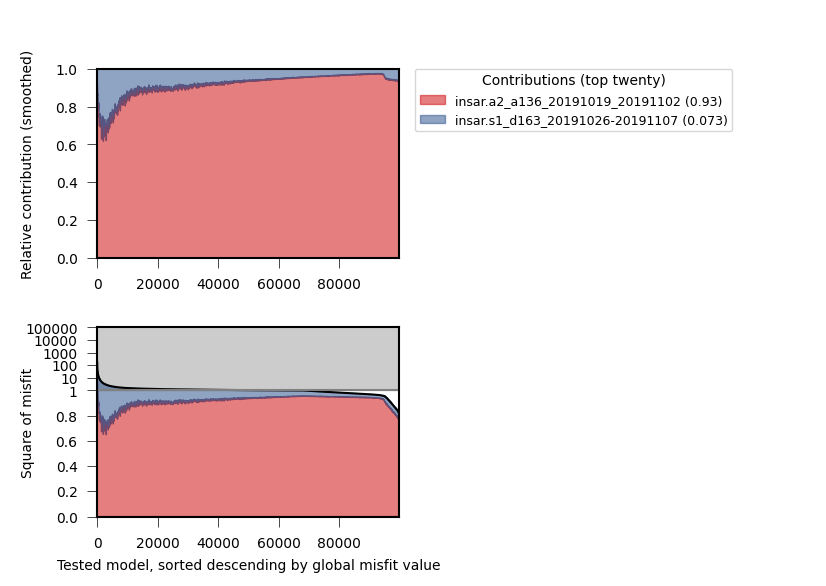 Relative contribution (smoothed)
1.0
0.8
0.6
0.4
0.2
0.0
0 20000 40000 60000 80000
Contributions (top twenty)
insar.a2_a136_20191019_20191102 (0.93)
insar.s1_d163_20191026-20191107 (0.073)
Square of misfit
100000
10000
1000
100
10
1
0.8
0.6
0.4
0.2
0.0
0 20000 40000 60000 80000
Tested model, sorted descending by global misfit value